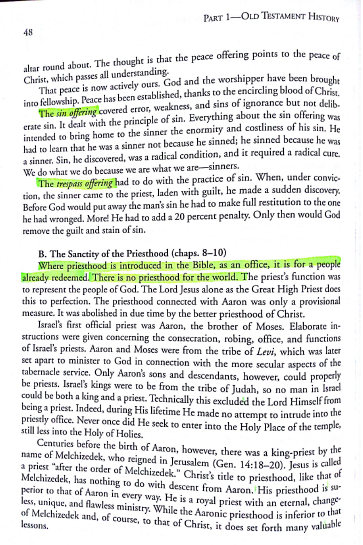 PART 1—OLD TESTAMENT HISTORY
48
altar round about. The thought is that the peace offering points to the peace of
Christ, which passes all understanding.
That peace is now actively ours. God and the worshipper have been brought
into fellowship. Peace has been established, thanks to the encircling blood of Christ.
The sin offering covered error, weakness, and sins of ignorance but not delib-
erate sin. It dealt with the principle of sin. Everything about the sin offering was
intended to bring home to the sinner the enormity and costliness of his sin. He
had to learn that he was a sinner not because he sinned; he sinned because he was
a sinner. Sin, he discovered, was a radical condition, and it required a radical cure.
We do what we do because we are what we are—sinners.
The trespass offering had to do with the practice of sin. When, under convic-
tion, the sinner came to the priest, laden with guilt, he made a sudden discovery.
Before God would put away the man's sin he had to make full restitution to the one
he had wronged. More! He had to add a 20 percent penalty. Only then would God
remove the guilt and stain of sin.
B. The Sanctity of the Priesthood (chaps. 8–10)
Where priesthood is introduced in the Bible, as an office, it is for a people
already redeemed. There is no priesthood for the world. The priest's function was
to represent the people of God. The Lord Jesus alone as the Great High Priest does
this to perfection. The priesthood connected with Aaron was only a provisional
measure. It was abolished in due time by the better priesthood of Christ.
Israel's first official priest was Aaron, the brother of Moses. Elaborate in-
structions were given concerning the consecration, robing, office, and functions
of Israel's priests. Aaron and Moses were from the tribe of Levi, which was later
set apart to minister to God in connection with the more secular aspects of the
tabernacle service. Only Aaron's sons and descendants, however, could properly
be priests. Israel's kings were to be from the tribe of Judah, so no man in Israel
could be both a king and a priest. Technically this excluded the Lord Himself from
being a priest. Indeed, during His lifetime He made no attempt to intrude into the
priestly office. Never once did He seek to enter into the Holy Place of the temple,
still less into the Holy of Holies.
Centuries before the birth of Aaron, however, there was a king-priest by the
name of Melchizedek, who reigned in Jerusalem (Gen. 14:18–20). Jesus is called
a priest "after the order of Melchizedek." Christ's title to priesthood, like that of
Melchizedek, has nothing to do with descent from Aaron. His priesthood is su-
perior to that of Aaron in every way. He is a royal priest with an eternal, change-
less, unique, and flawless ministry. While the Aaronic priesthood is inferior to that
of Melchizedek and, of course, to that of Christ, it does set forth many valuable
lessons.